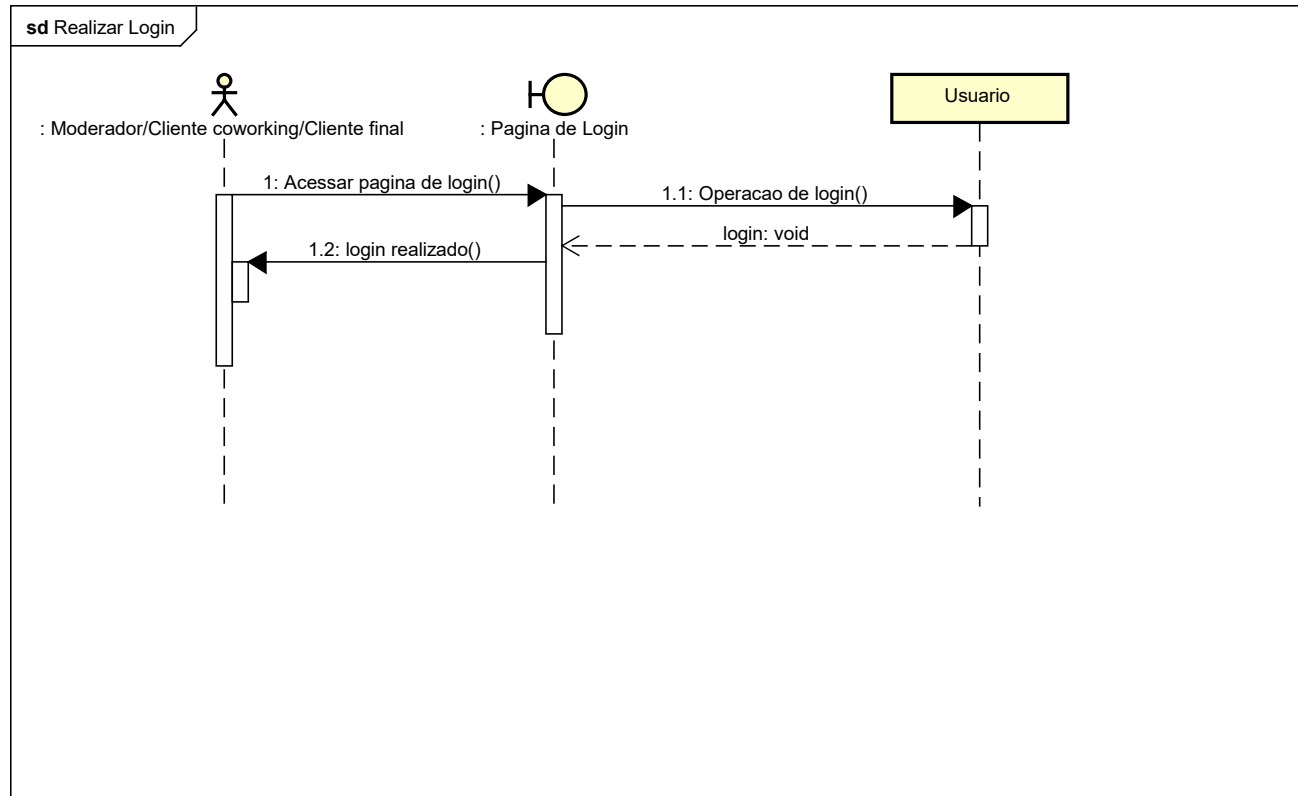 sd Realizar Login
: Moderador/Cliente coworking/Cliente final
: Pagina de Login
Usuario
1: Acessar pagina de login()
1.1: Operacao de login()
login: void
1.2: login realizado()